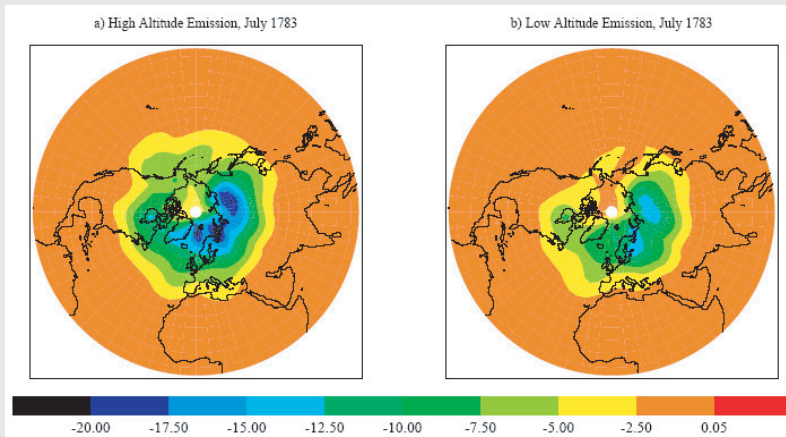 a) High Altitude Emission, July 1783
b) Low Altitude Emission, July 1783
-20.00 -17.50 -15.00 -12.50 -10.00 -7.50 -5.00 -2.50 0.05